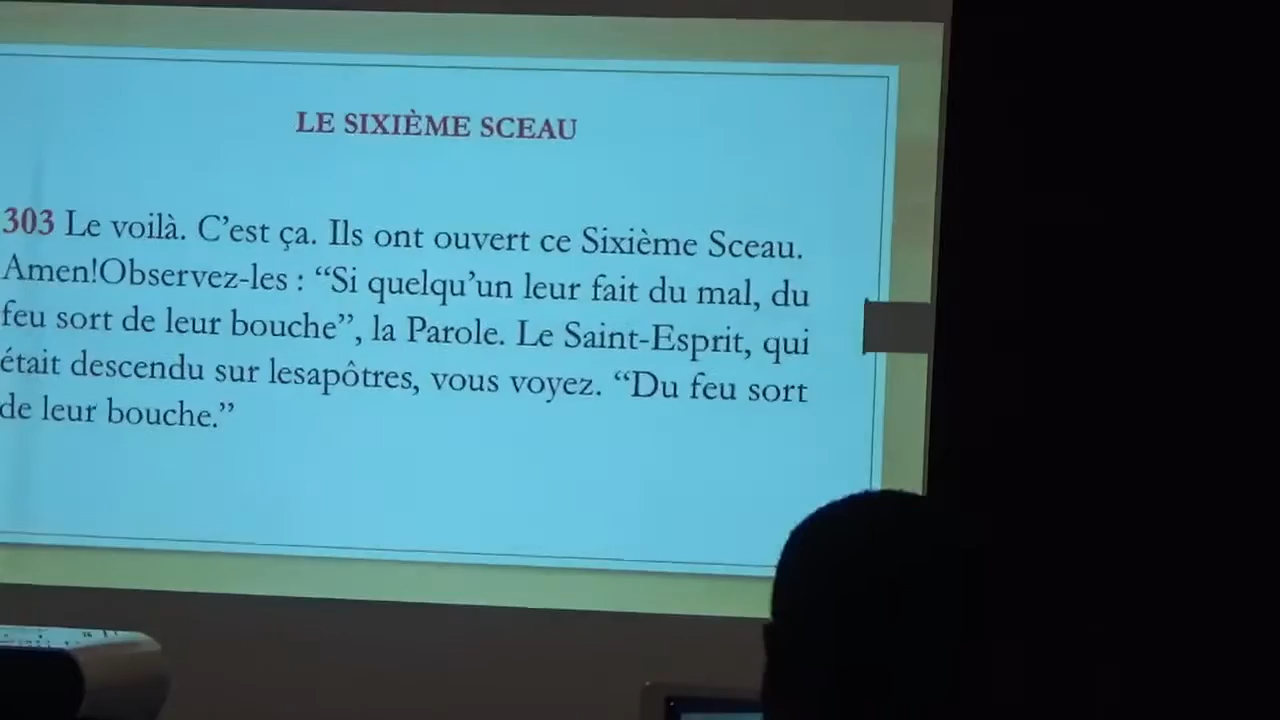 LE SIXIÈME SCEAU
303 Le voilà. C’est ça. Ils ont ouvert ce Sixième Sceau.
Amen!Observez-les : “Si quelqu’un leur fait du mal, du
feu sort de leur bouche”, la Parole. Le Saint-Esprit, qui
était descendu sur lesapôtres, vous voyez. “Du feu sort
de leur bouche.”